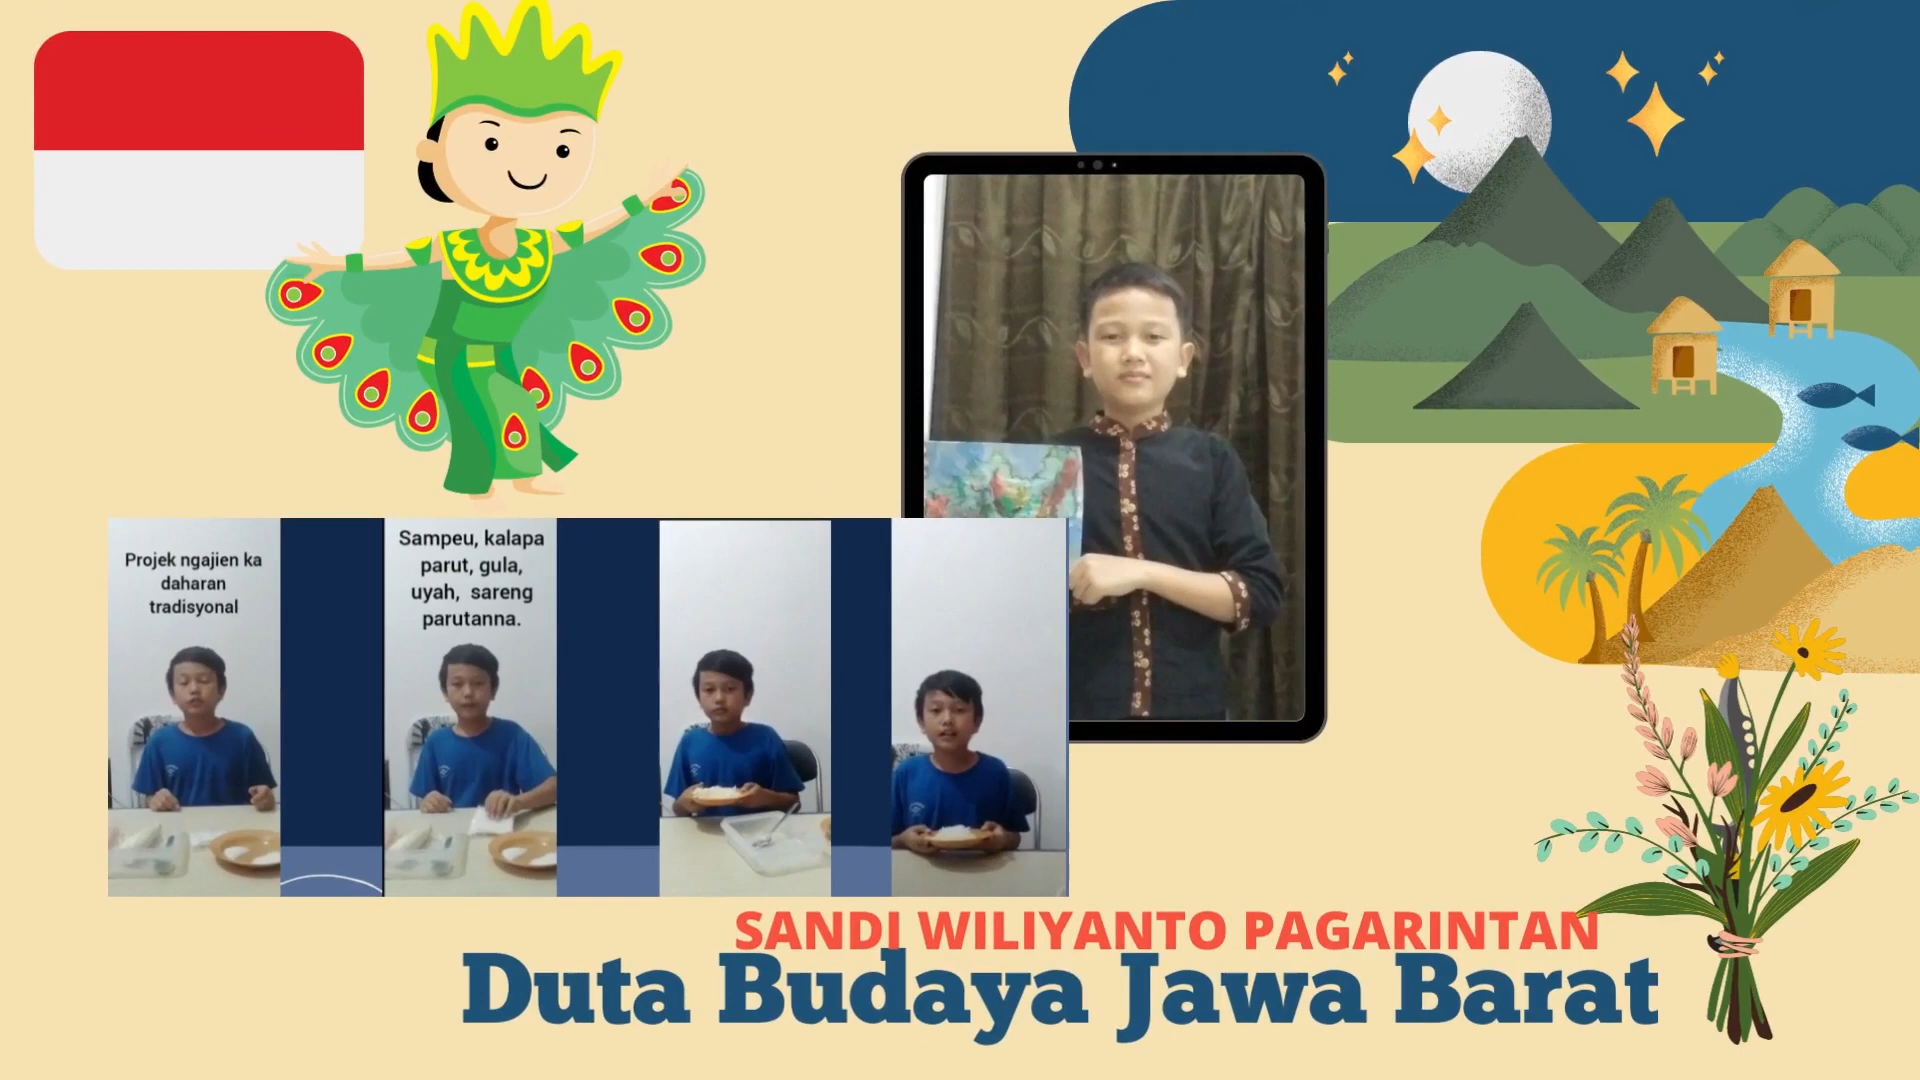 Projek ngajien ka
daharan
tradisyonal
Sampeu, kalapa
parut, gula,
uyah, sareng
parutanna.
SANDI WILIYANTO PAGARINTAN
Duta Budaya Jawa Barat